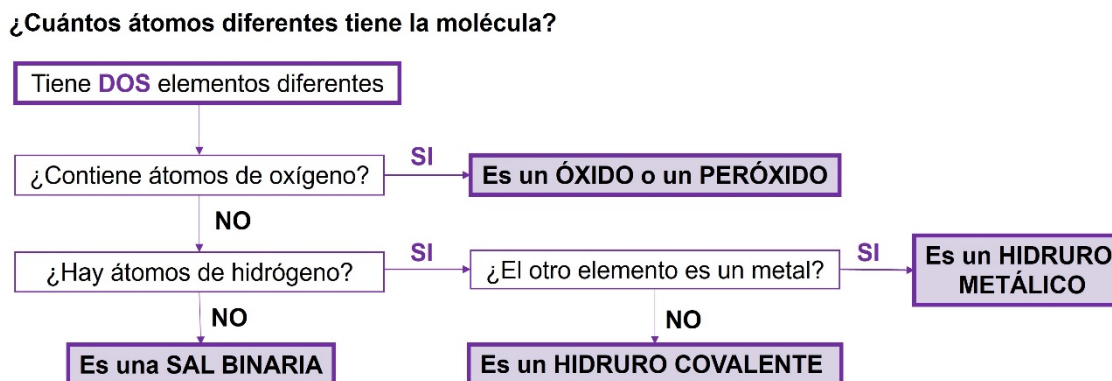 ¿Cuántos átomos diferentes tiene la molécula?
Tiene DOS elementos diferentes
¿Contiene átomos de oxígeno?
SI
Es un ÓXIDO o un PERÓXIDO
NO
¿Hay átomos de hidrógeno?
SI
¿El otro elemento es un metal?
SI
Es un HIDRURO
METÁLICO
NO
Es una SAL BINARIA
NO
Es un HIDRURO COVALENTE